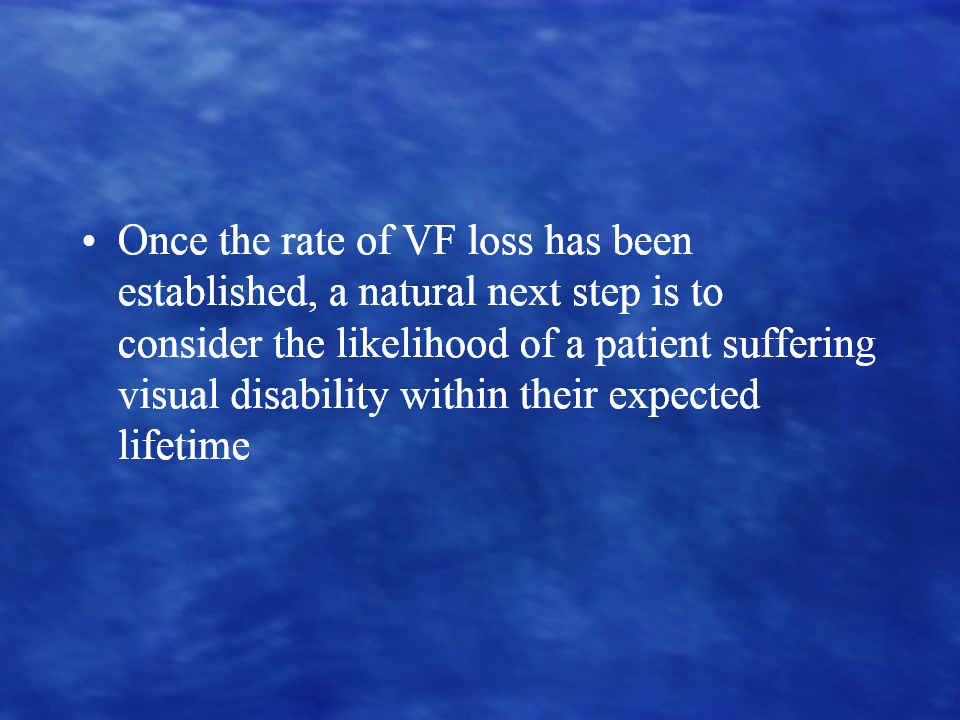 • Once the rate of VF loss has been
established, a natural next step is to
consider the likelihood of a patient suffering
visual disability within their expected
lifetime